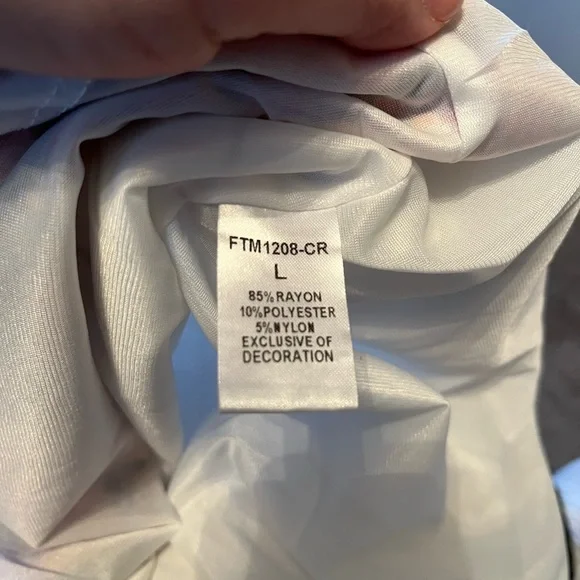 FTM1208-CR
L
85%RAYON
10%POLYESTER
5%NYLON
EXCLUSIVE OF
DECORATION